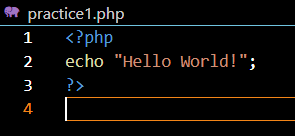 practice1.php
1 <?php
2 echo "Hello World!";
3 ?>
4